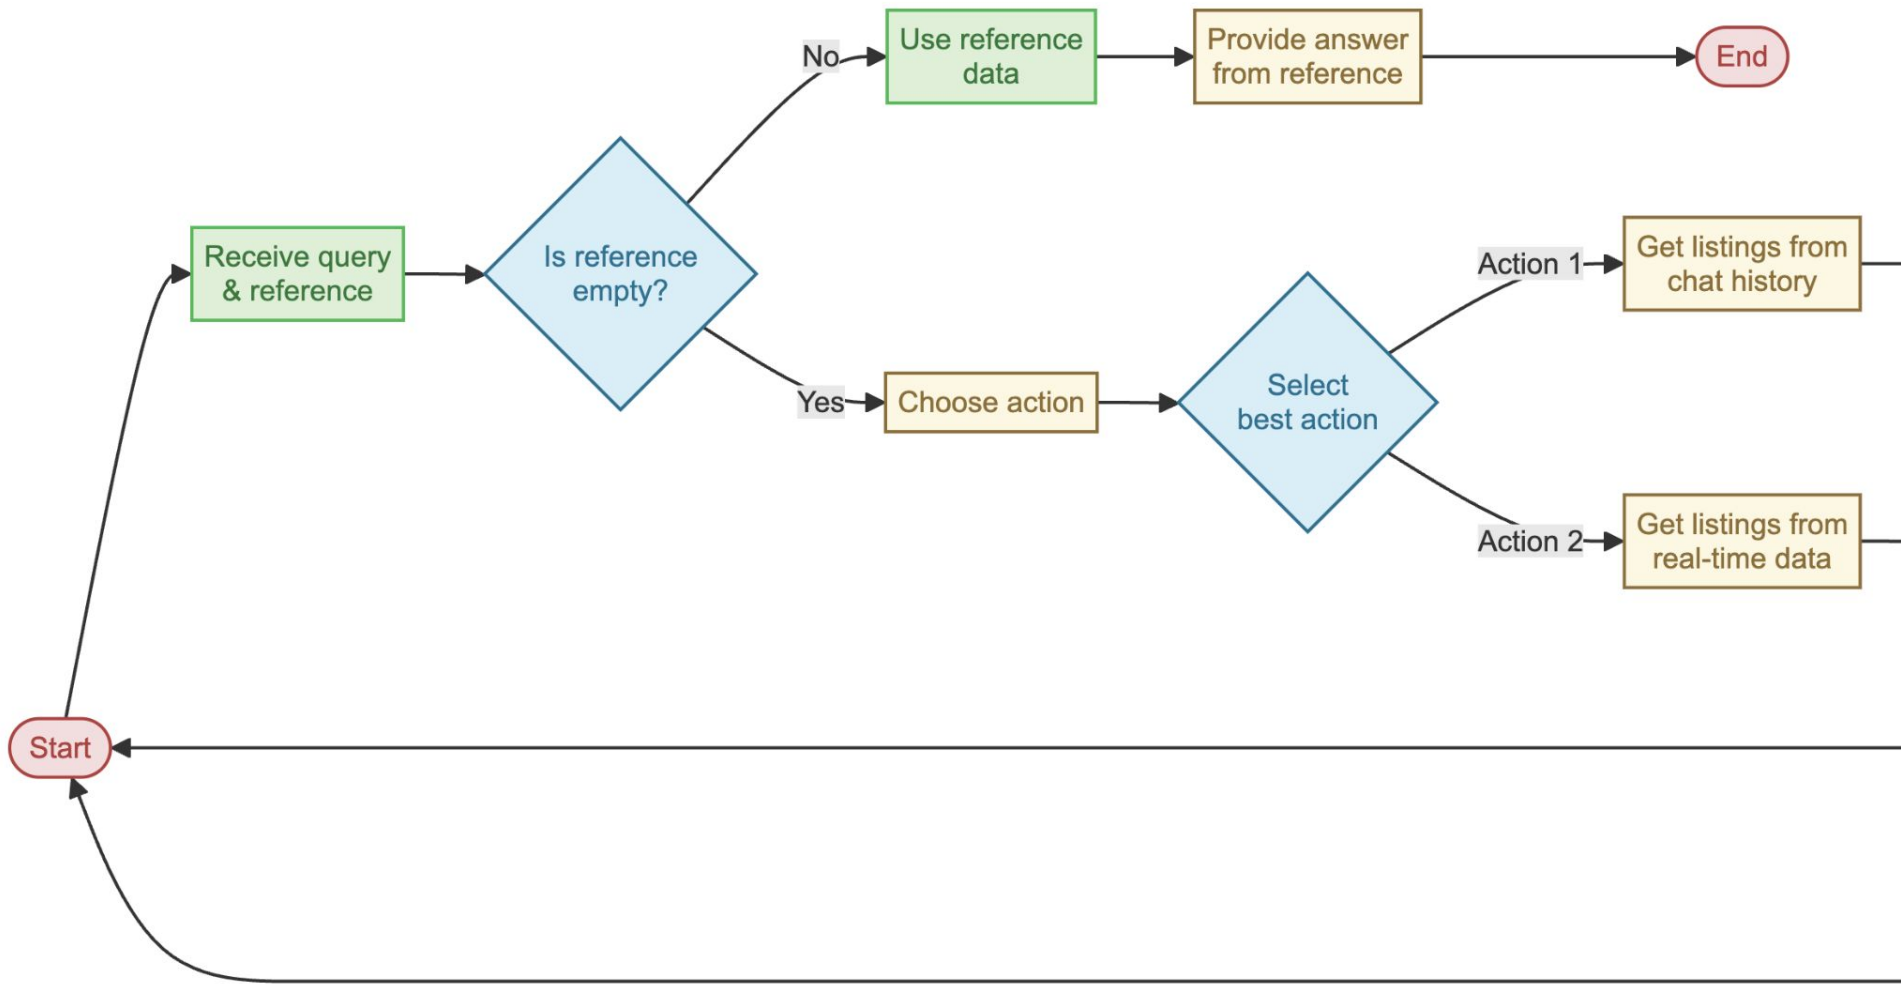 No
Use reference
data
Provide answer
from reference
End
Receive query
& reference
Is reference
empty?
Yes
Choose action
Select
best action
Action 1
Get listings from
chat history
Action 2
Get listings from
real-time data
Start